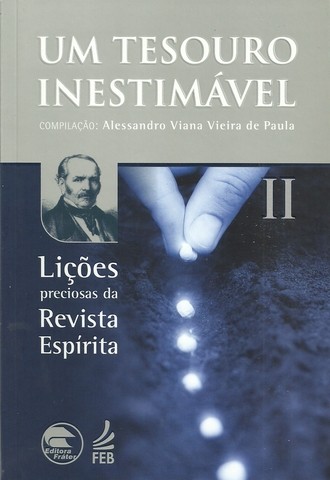 UM TESOURO
INESTIMÁVEL
COMPILAÇÃO: Alessandro Viana Vieira de Paula
II
Lições
preciosas da
Revista
Espírita
Editora
Fráter
FEB